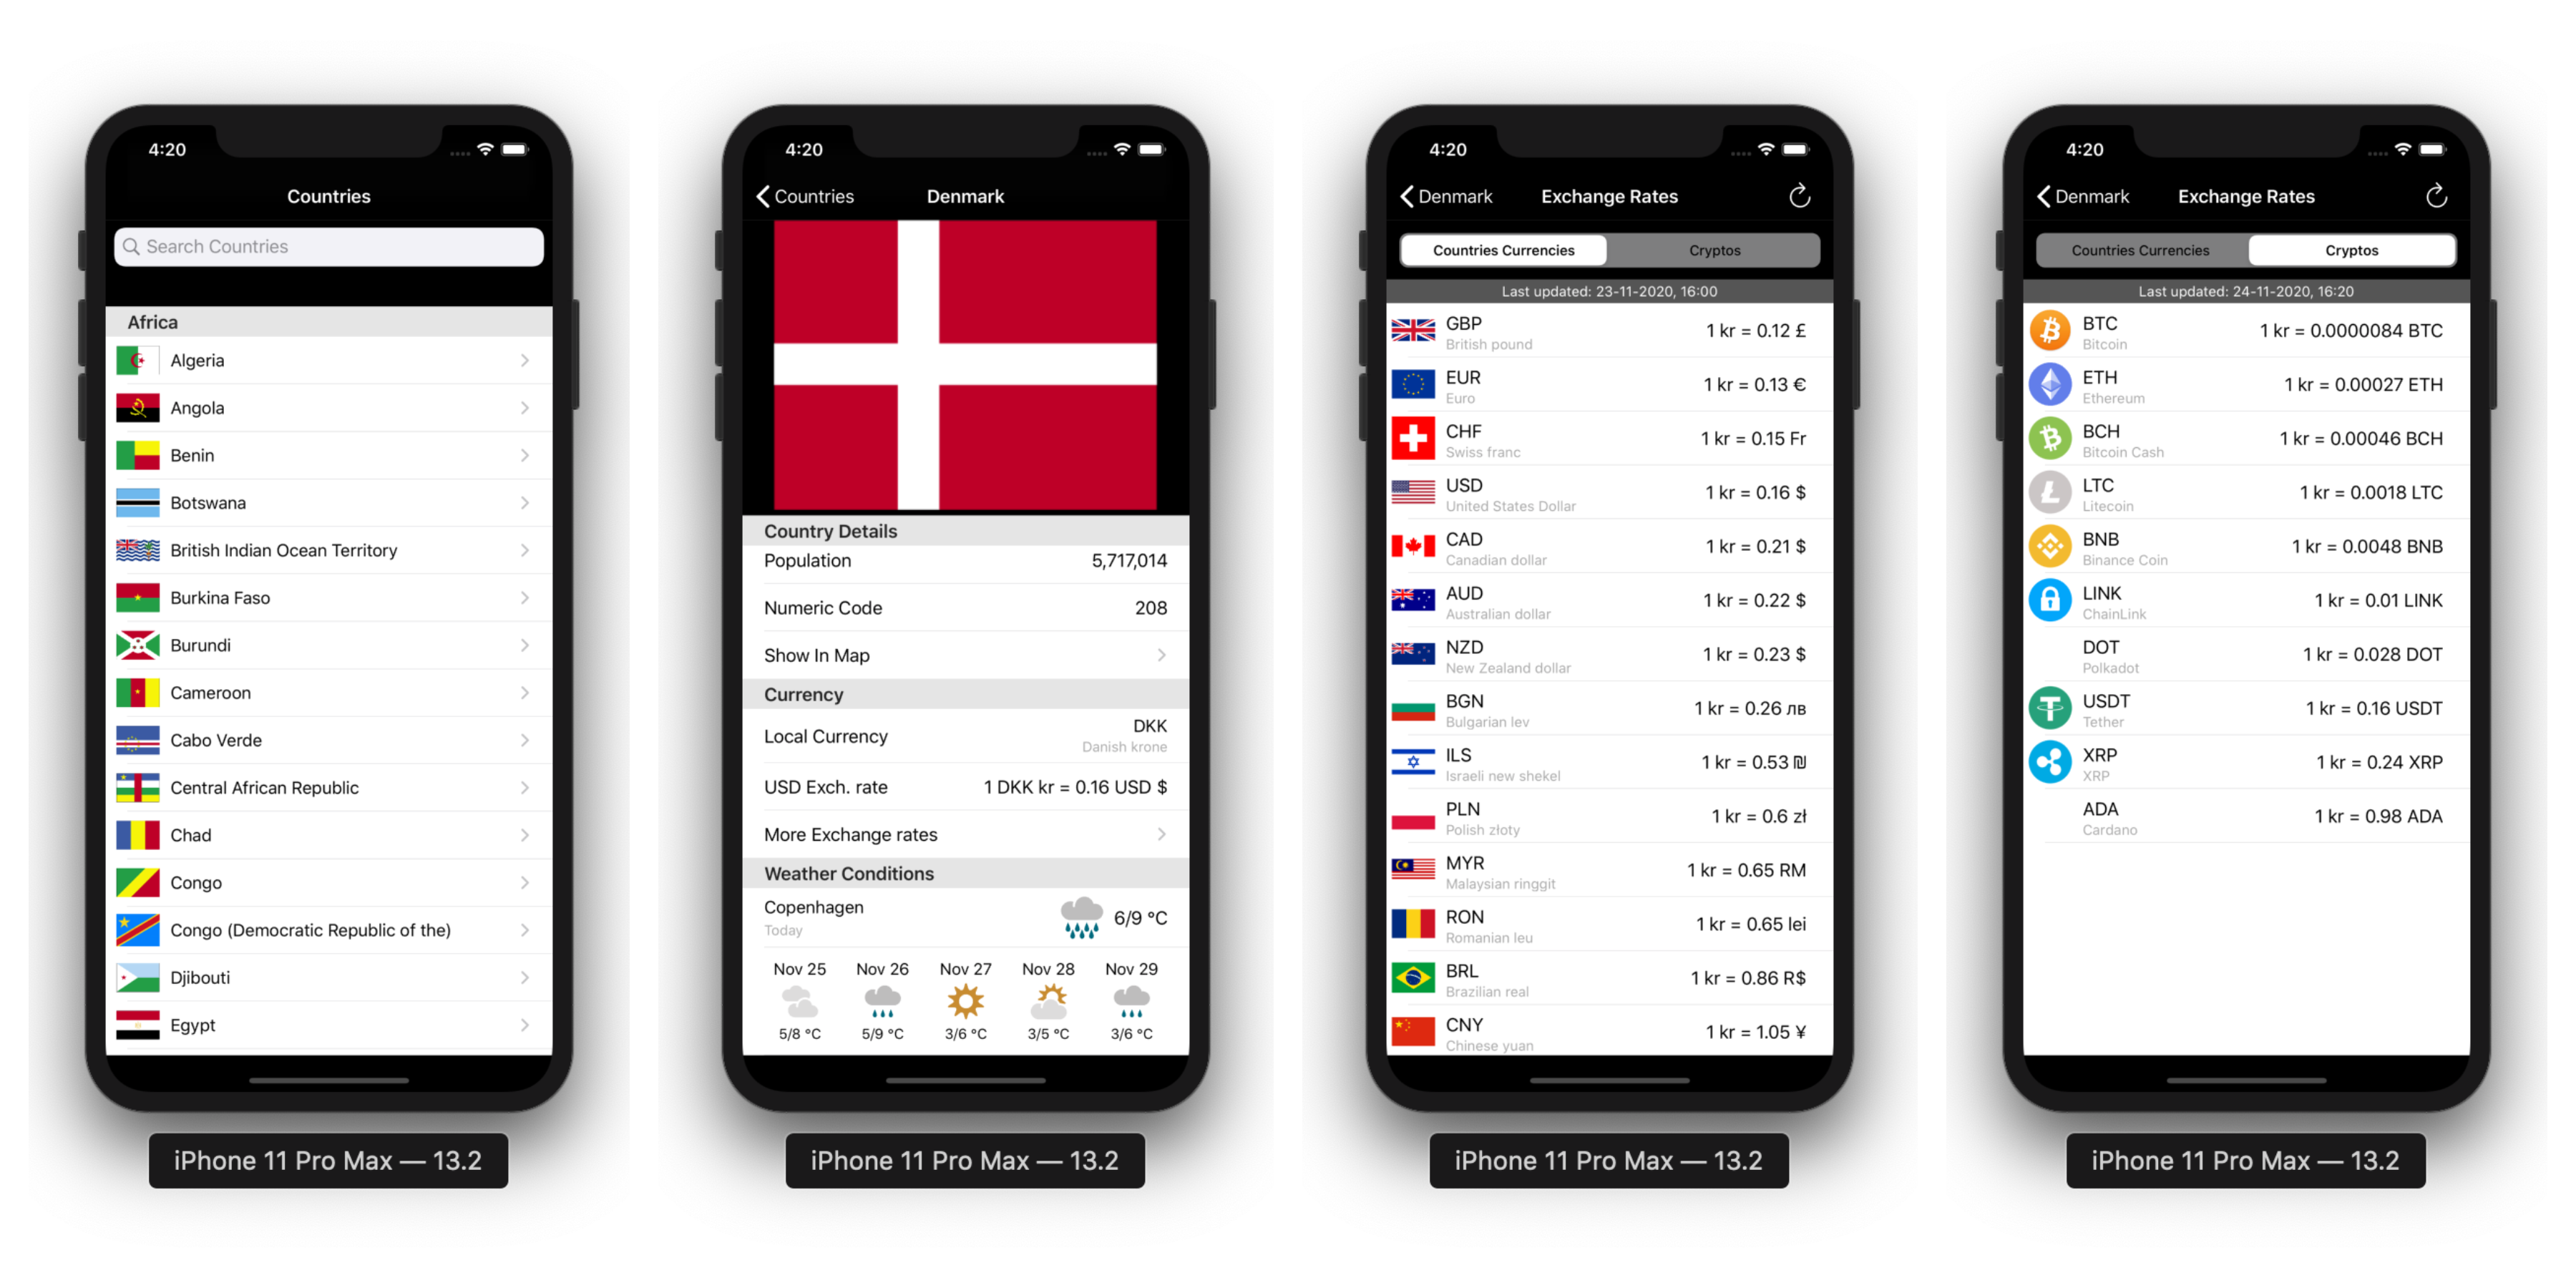 4:20
Countries
Search Countries
Africa
Algeria
Angola
Benin
Botswana
British Indian Ocean Territory
Burkina Faso
Burundi
Cameroon
Cabo Verde
Central African Republic
Chad
Congo
Congo (Democratic Republic of the)
Djibouti
Egypt
iPhone 11 Pro Max — 13.2
4:20
Countries
Denmark
Country Details
Population 5,717,014
Numeric Code 208
Show In Map
Currency
Local Currency DKK
Danish krone
USD Exch. rate 1 DKK kr = 0.16 USD $
More Exchange rates
Weather Conditions
Copenhagen 6/9 °C
Today
Nov 25 Nov 26 Nov 27 Nov 28 Nov 29
5/8 °C 5/9 °C 3/6 °C 3/5 °C 3/6 °C
iPhone 11 Pro Max — 13.2
4:20
Denmark Exchange Rates
Countries Currencies Cryptos
Last updated: 23-11-2020, 16:00
GBP 1 kr = 0.12 £
British pound
EUR 1 kr = 0.13 €
Euro
CHF 1 kr = 0.15 Fr
Swiss franc
USD 1 kr = 0.16 $
United States Dollar
CAD 1 kr = 0.21 $
Canadian dollar
AUD 1 kr = 0.22 $
Australian dollar
NZD 1 kr = 0.23 $
New Zealand dollar
BGN 1 kr = 0.26 лв
Bulgarian lev
ILS 1 kr = 0.53 ₪
Israeli new shekel
PLN 1 kr = 0.6 zł
Polish złoty
MYR 1 kr = 0.65 RM
Malaysian ringgit
RON 1 kr = 0.65 lei
Romanian leu
BRL 1 kr = 0.86 R$
Brazilian real
CNY 1 kr = 1.05 ¥
Chinese yuan
iPhone 11 Pro Max — 13.2
4:20
Denmark Exchange Rates
Countries Currencies Cryptos
Last updated: 24-11-2020, 16:20
BTC 1 kr = 0.0000084 BTC
Bitcoin
ETH 1 kr = 0.00027 ETH
Ethereum
BCH 1 kr = 0.00046 BCH
Bitcoin Cash
LTC 1 kr = 0.0018 LTC
Litecoin
BNB 1 kr = 0.0048 BNB
Binance Coin
LINK 1 kr = 0.01 LINK
ChainLink
DOT 1 kr = 0.028 DOT
Polkadot
USDT 1 kr = 0.16 USDT
Tether
XRP 1 kr = 0.24 XRP
XRP
ADA 1 kr = 0.98 ADA
Cardano
iPhone 11 Pro Max — 13.2